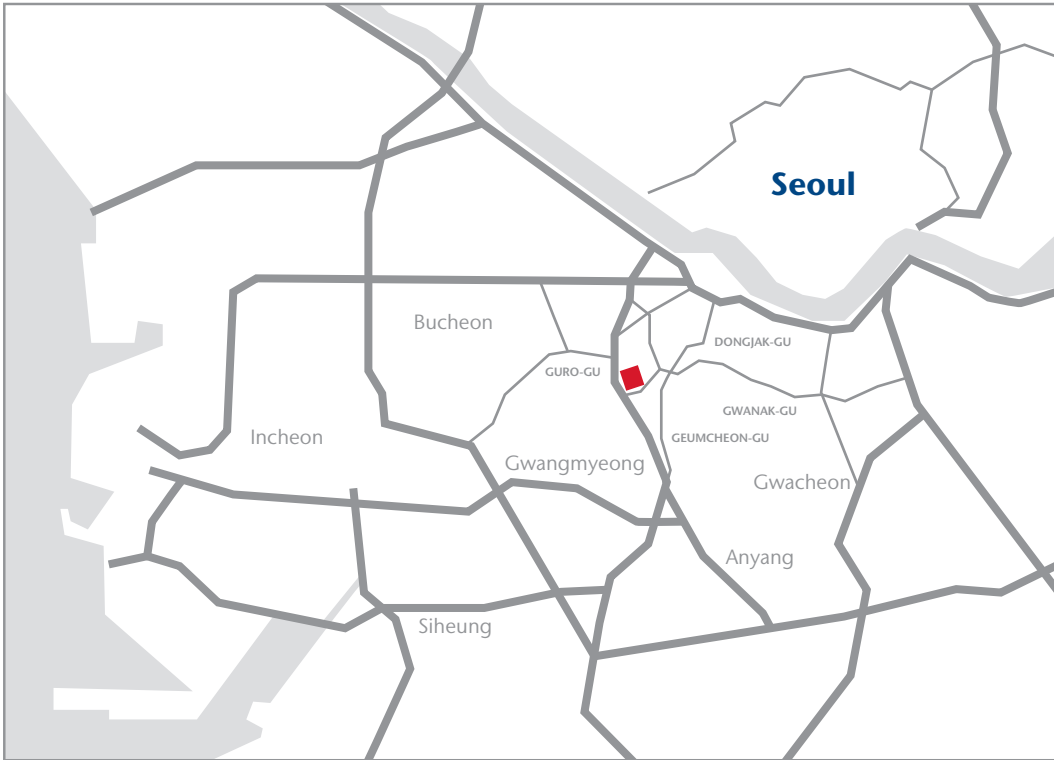 Seoul
Bucheon
DONGJAK-GU
GURO-GU
GWANAK-GU
Incheon
GEUMCHEON-GU
Gwangmyeong
Gwacheon
Anyang
Siheung